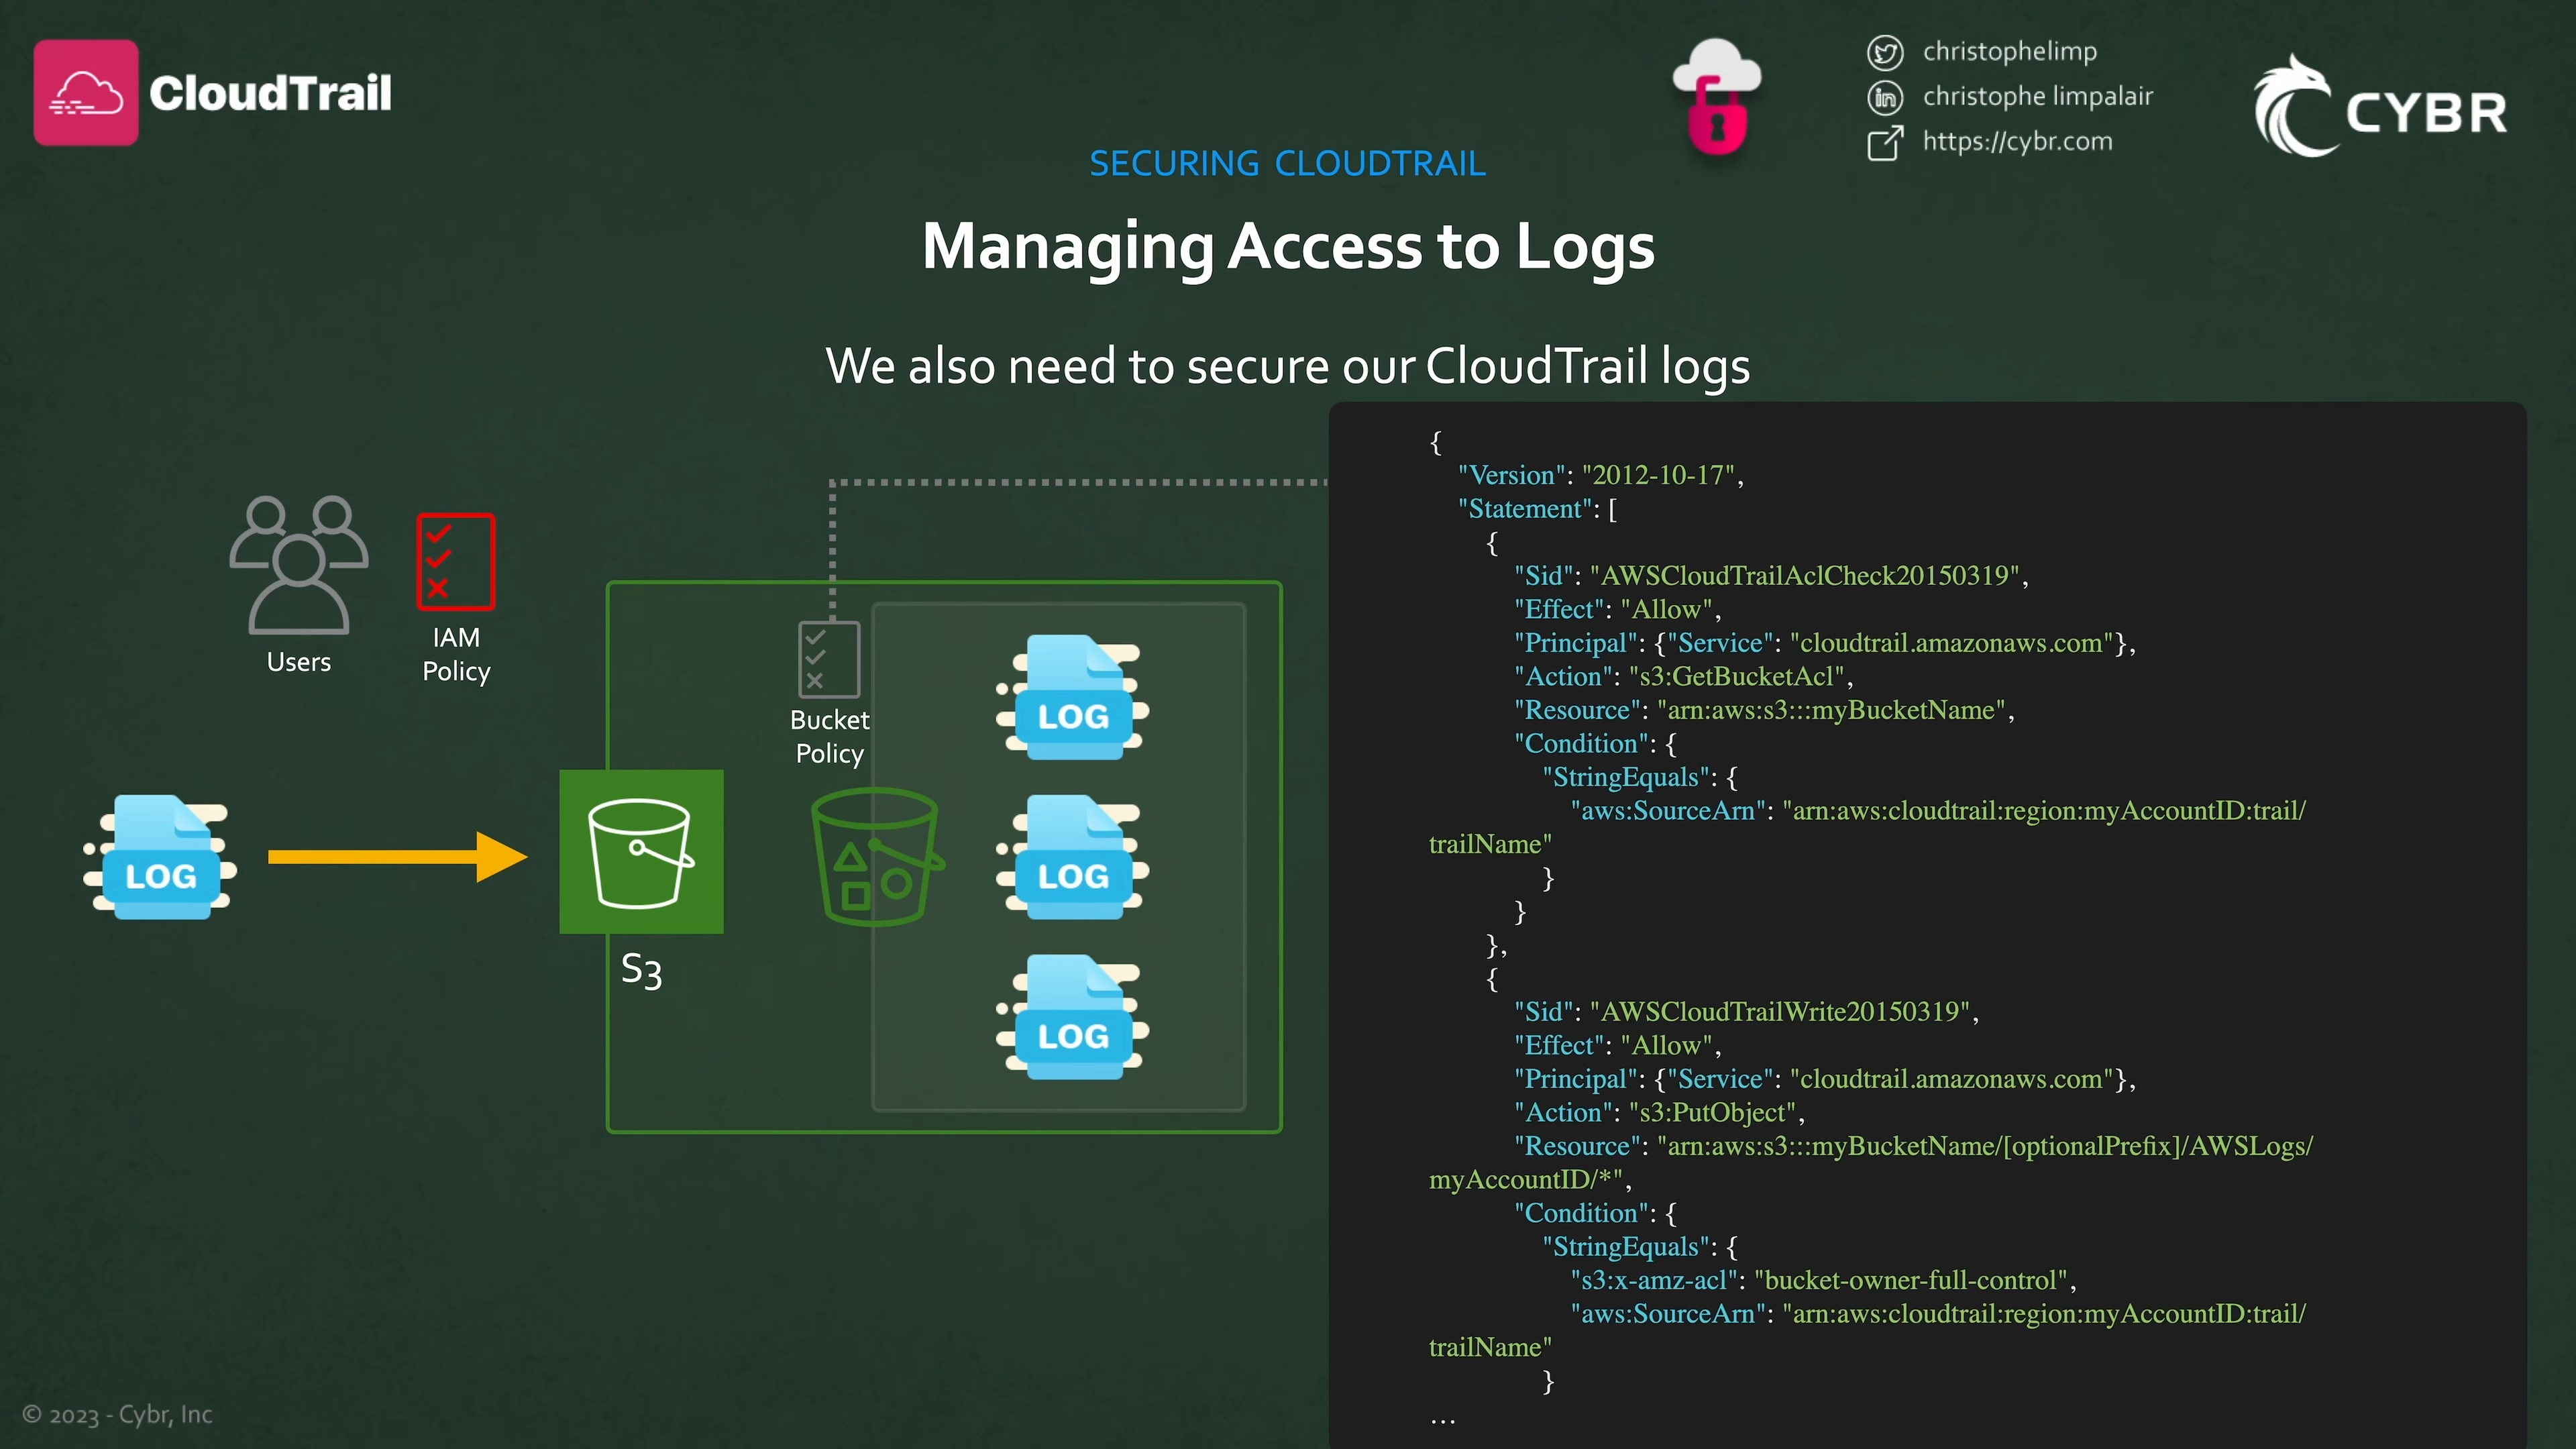 CloudTrail
christophelimp
christophe limpalair
https://cybr.com
CYBR
SECURING CLOUDTRAIL
Managing Access to Logs
We also need to secure our CloudTrail logs
Users
IAM
Policy
Bucket
Policy
LOG
LOG
LOG
LOG
S3
{
"Version": "2012-10-17",
"Statement": [
{
"Sid": "AWSCloudTrailAclCheck20150319",
"Effect": "Allow",
"Principal": {"Service": "cloudtrail.amazonaws.com"},
"Action": "s3:GetBucketAcl",
"Resource": "arn:aws:s3:::myBucketName",
"Condition": {
"StringEquals": {
"aws:SourceArn": "arn:aws:cloudtrail:region:myAccountID:trail/
trailName"
}
}
},
{
"Sid": "AWSCloudTrailWrite20150319",
"Effect": "Allow",
"Principal": {"Service": "cloudtrail.amazonaws.com"},
"Action": "s3:PutObject",
"Resource": "arn:aws:s3:::myBucketName/[optionalPrefix]/AWSLogs/
myAccountID/*",
"Condition": {
"StringEquals": {
"s3:x-amz-acl": "bucket-owner-full-control",
"aws:SourceArn": "arn:aws:cloudtrail:region:myAccountID:trail/
trailName"
}
...
© 2023 - Cybr, Inc